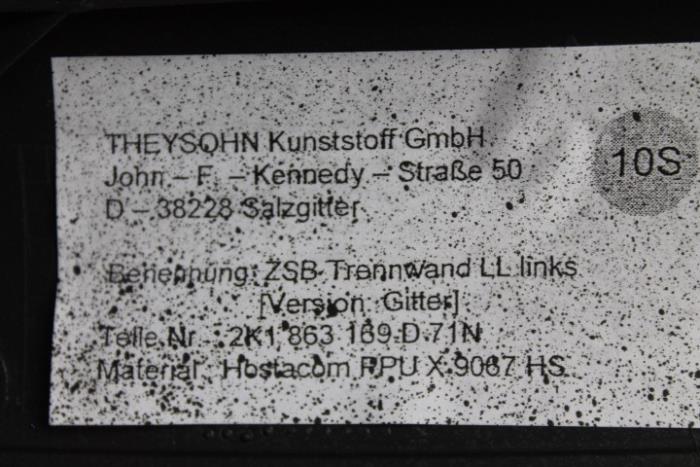 THEYSOHN Kunststoff GmbH
John – F. – Kennedy – Straße 50
D – 38228 Salzgitter
10S
Benennung: ZSB Trennwand LL links
[Version: Gitter]
Teile Nr.: 2K1 863 169 D 71N
Material: Hostacom PPU X 9067 HS